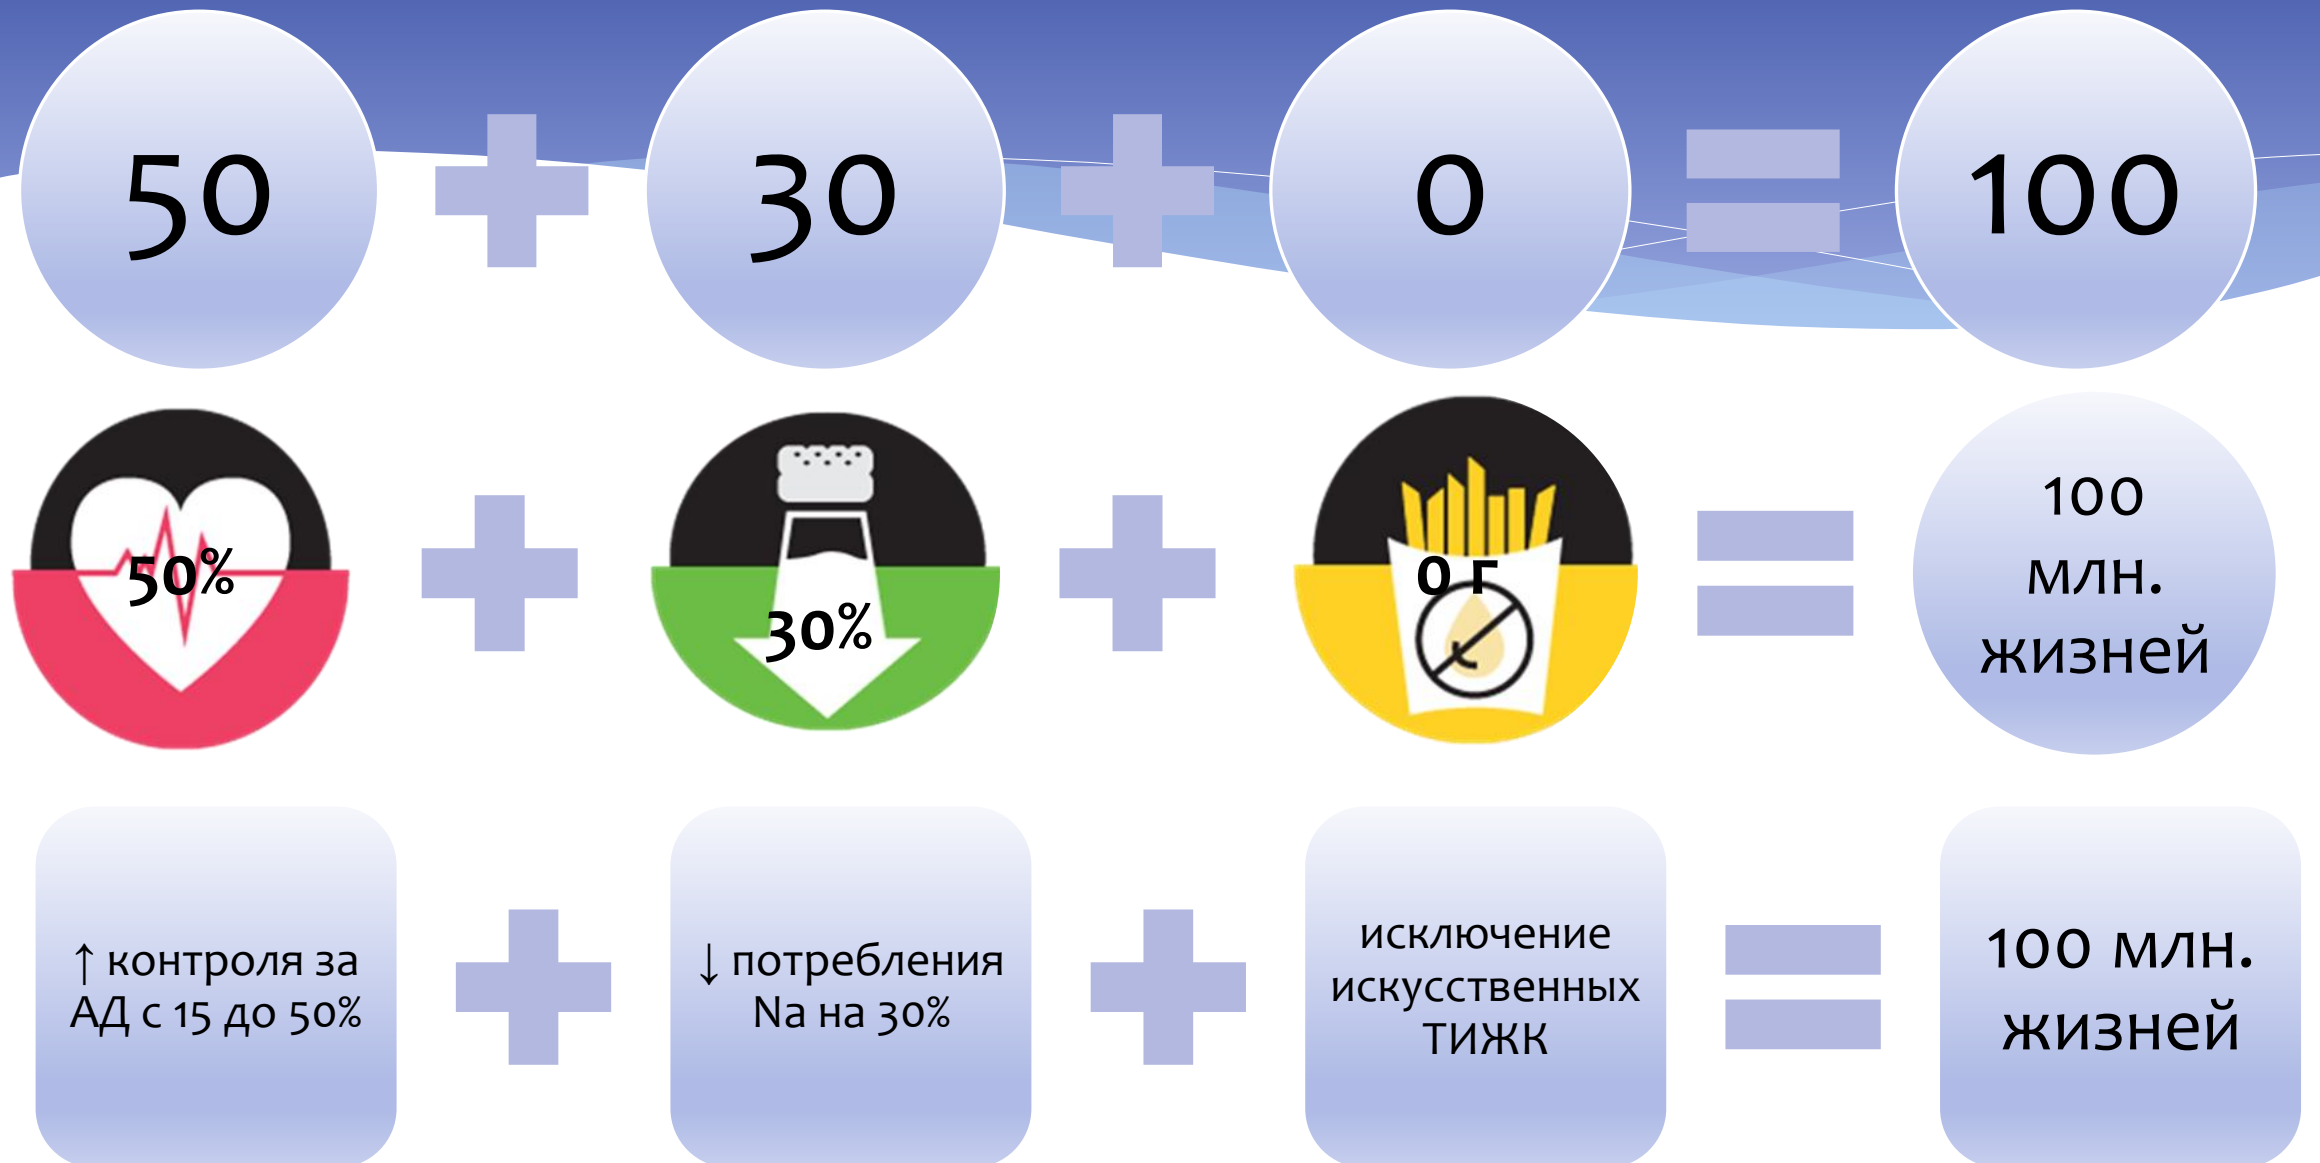 50
30
0
100
50%
30%
0 г
100
млн.
жизней
↑ контроля за
АД с 15 до 50%
↓ потребления
Na на 30%
исключение
искусственных
ТИЖК
100 млн.
жизней